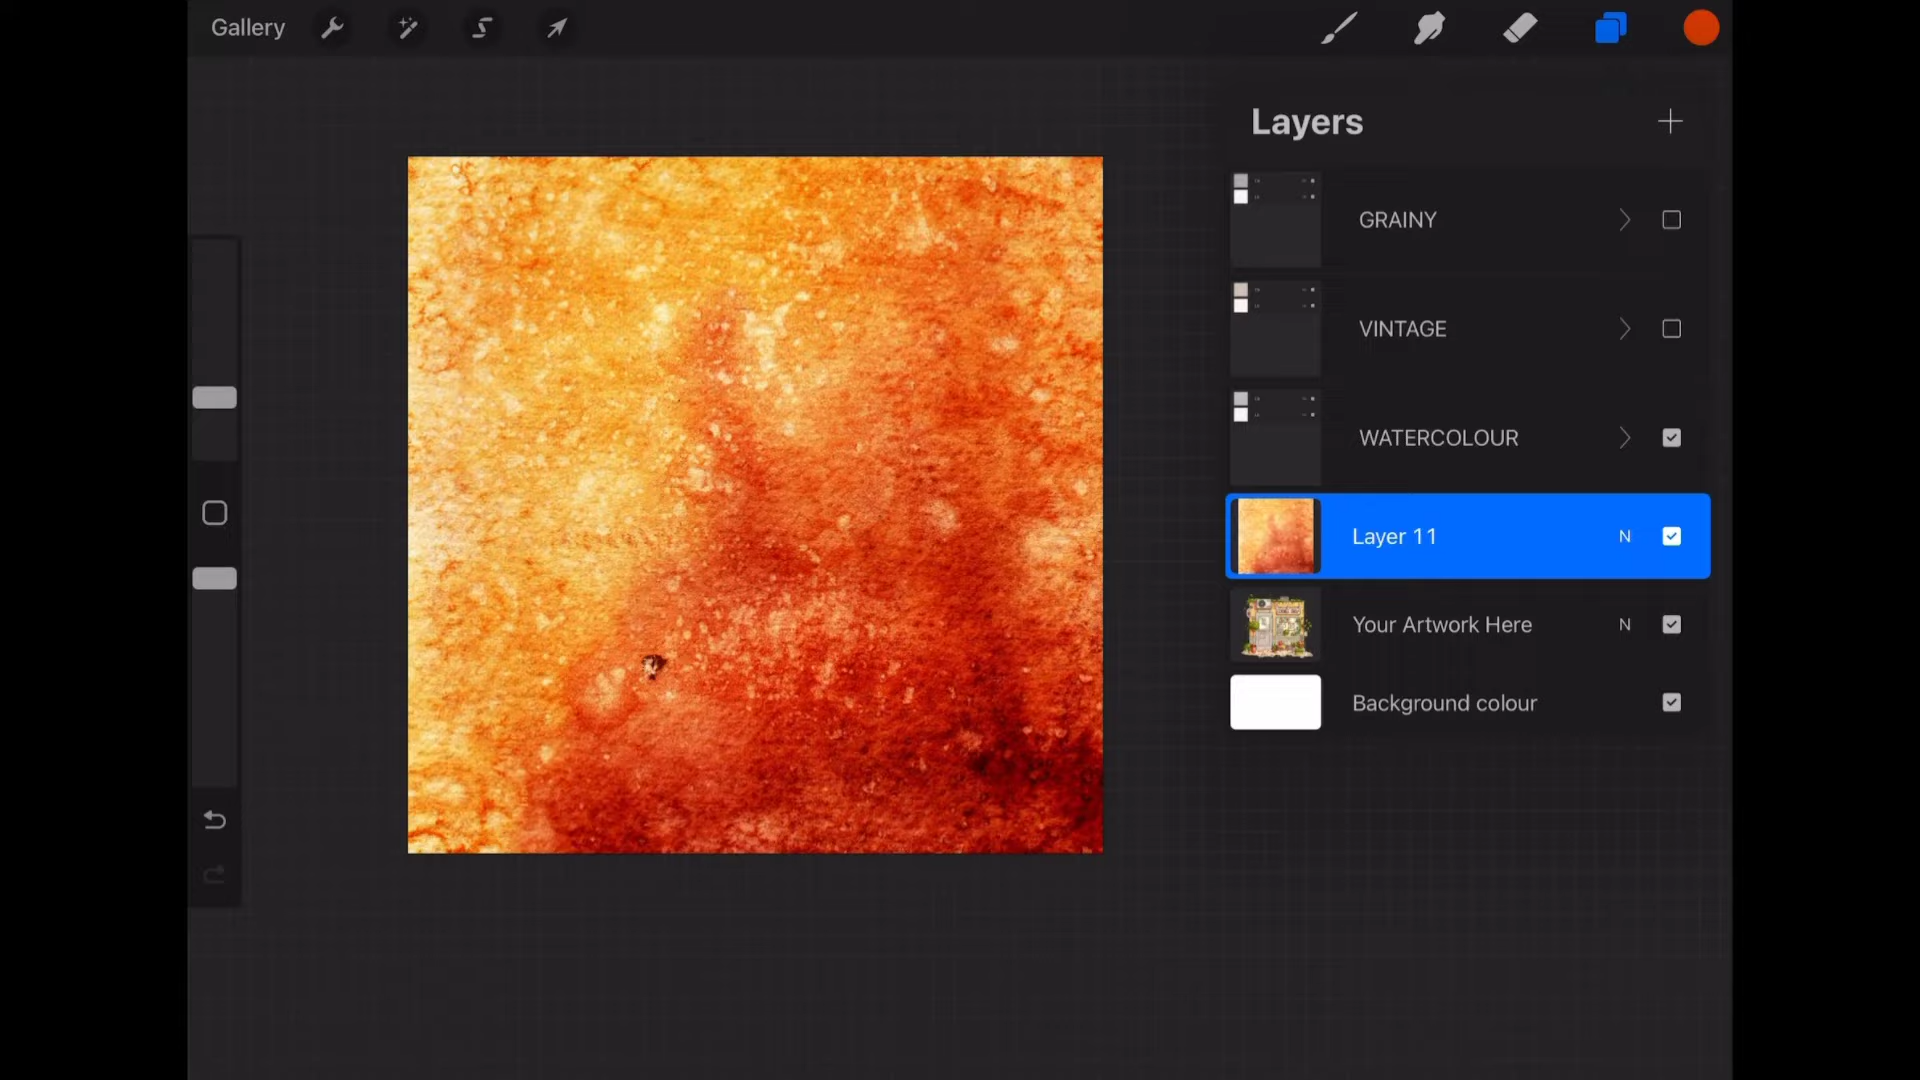 Gallery
Layers
GRAINY
VINTAGE
WATERCOLOUR
Layer 11 N
Your Artwork Here N
Background colour